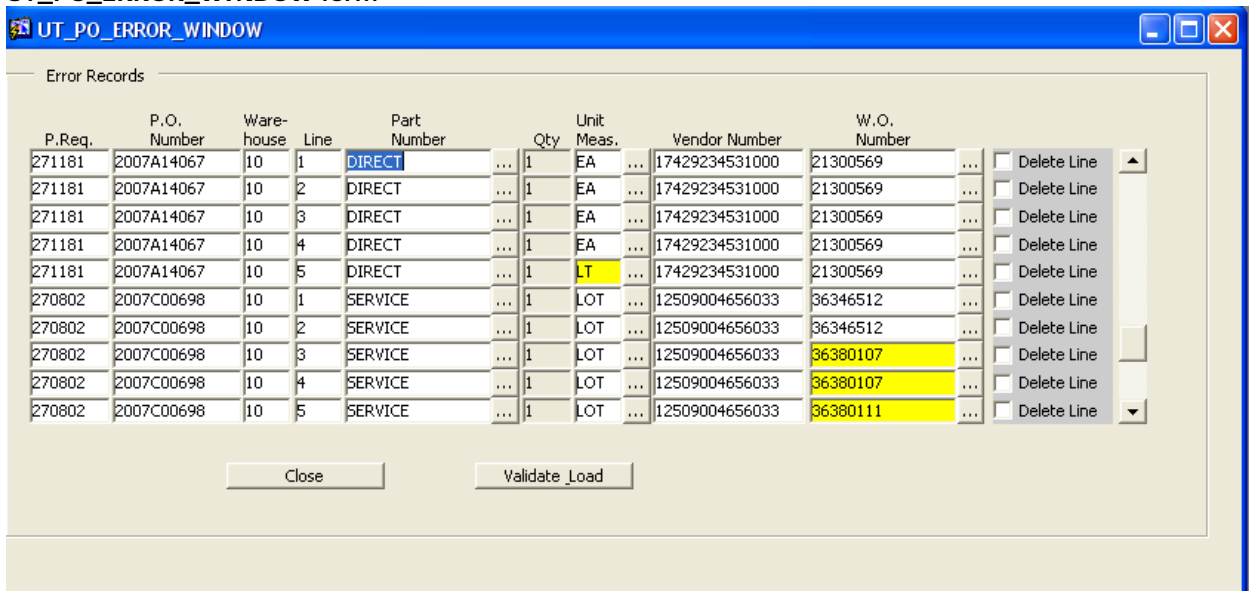 UT_PO_ERROR_WINDOW
Error Records
P.Req. P.O. Number Ware-house Line Part Number Qty Unit Meas. Vendor Number W.O. Number
271181 2007A14067 10 1 DIRECT ... 1 EA ... 17429234531000 21300569 ... Delete Line
271181 2007A14067 10 2 DIRECT ... 1 EA ... 17429234531000 21300569 ... Delete Line
271181 2007A14067 10 3 DIRECT ... 1 EA ... 17429234531000 21300569 ... Delete Line
271181 2007A14067 10 4 DIRECT ... 1 EA ... 17429234531000 21300569 ... Delete Line
271181 2007A14067 10 5 DIRECT ... 1 LT ... 17429234531000 21300569 ... Delete Line
270802 2007C00698 10 1 SERVICE ... 1 LOT ... 12509004656033 36346512 ... Delete Line
270802 2007C00698 10 2 SERVICE ... 1 LOT ... 12509004656033 36346512 ... Delete Line
270802 2007C00698 10 3 SERVICE ... 1 LOT ... 12509004656033 36380107 ... Delete Line
270802 2007C00698 10 4 SERVICE ... 1 LOT ... 12509004656033 36380107 ... Delete Line
270802 2007C00698 10 5 SERVICE ... 1 LOT ... 12509004656033 36380111 ... Delete Line
Close Validate _Load